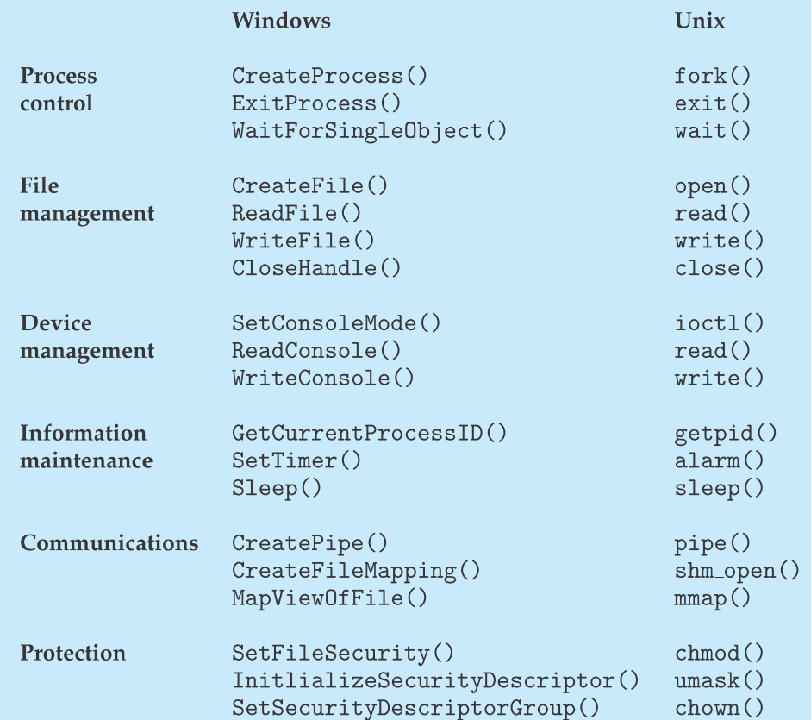 Windows Unix
Process CreateProcess() fork()
control ExitProcess() exit()
WaitForSingleObject() wait()
File CreateFile() open()
management ReadFile() read()
WriteFile() write()
CloseHandle() close()
Device SetConsoleMode() ioctl()
management ReadConsole() read()
WriteConsole() write()
Information GetCurrentProcessID() getpid()
maintenance SetTimer() alarm()
Sleep() sleep()
Communications CreatePipe() pipe()
CreateFileMapping() shm_open()
MapViewOfFile() mmap()
Protection SetFileSecurity() chmod()
InitlializeSecurityDescriptor() umask()
SetSecurityDescriptorGroup() chown()